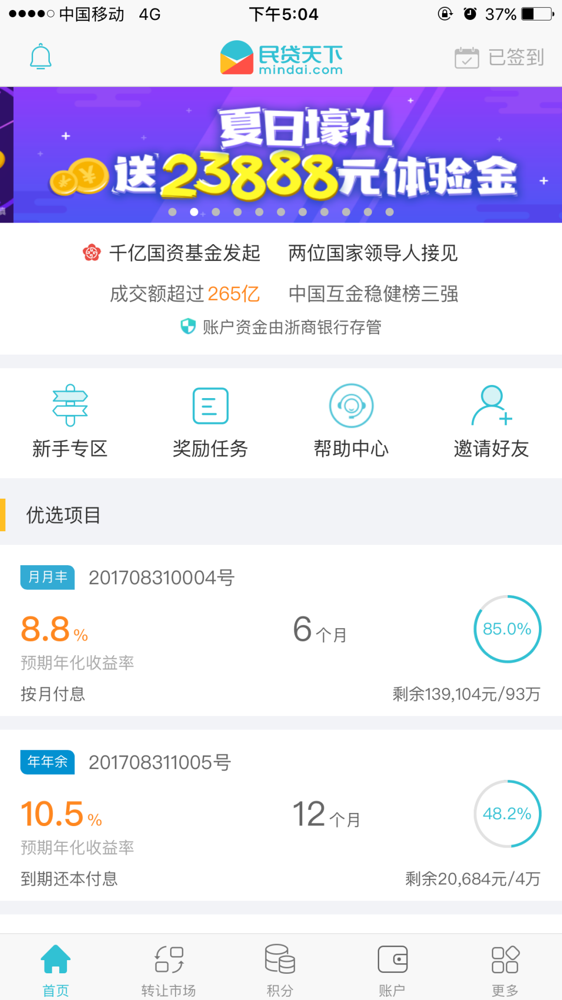 中国移动 4G 下午5:04 37%
民贷天下
mindai.com
已签到
夏日壕礼
送23888元体验金
千亿国资基金发起 两位国家领导人接见
成交额超过265亿 中国互金稳健榜三强
账户资金由浙商银行存管
新手专区 奖励任务 帮助中心 邀请好友
优选项目
月月丰 201708310004号
8.8% 6个月 85.0%
预期年化收益率
按月付息 剩余139,104元/93万
年年余 201708311005号
10.5% 12个月 48.2%
预期年化收益率
到期还本付息 剩余20,684元/4万
首页 转让市场 积分 账户 更多